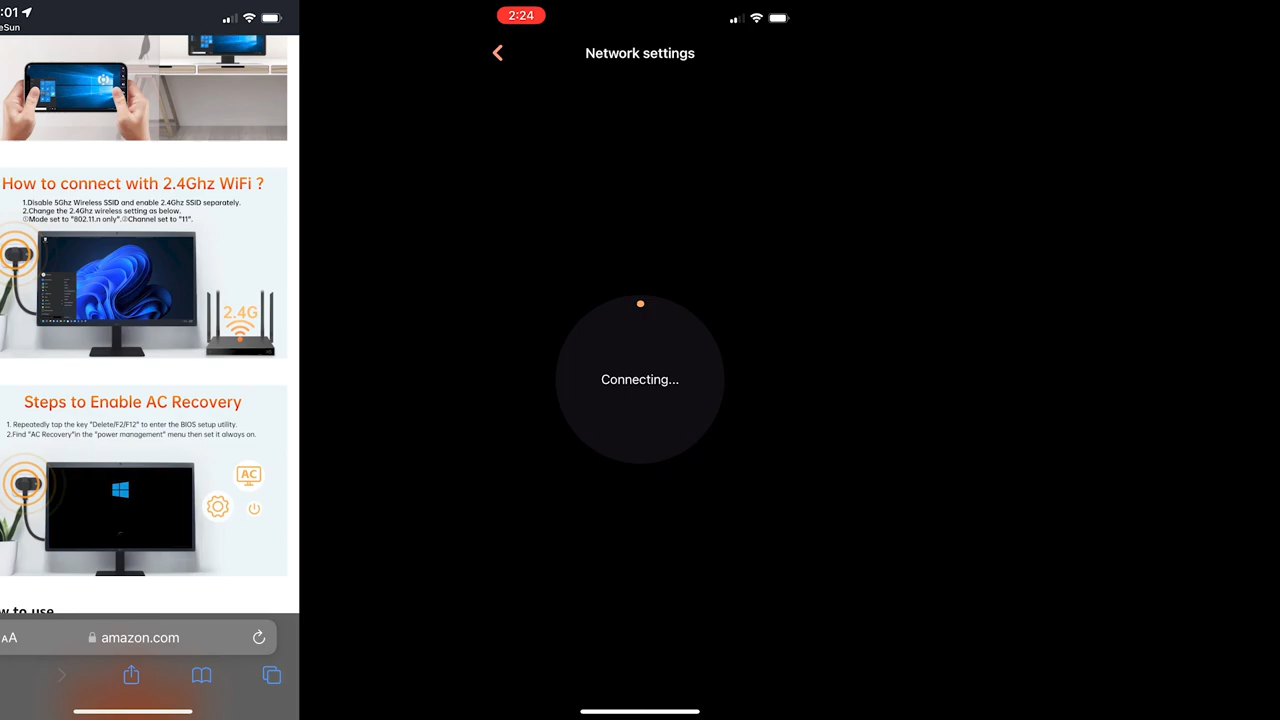 :01
eSun
How to connect with 2.4Ghz WiFi ?
1.Disable 5Ghz Wireless SSID and enable 2.4Ghz SSID separately.
2.Change the 2.4Ghz wireless setting as below.
①Mode set to "802.11.n only".②Channel set to "11".
2.4G
Steps to Enable AC Recovery
1. Repeatedly tap the key "Delete/F2/F12" to enter the BIOS setup utility.
2.Find "AC Recovery"in the "power management" menu then set it always on.
AC
w to use
AA
amazon.com
2:24
Network settings
Connecting...